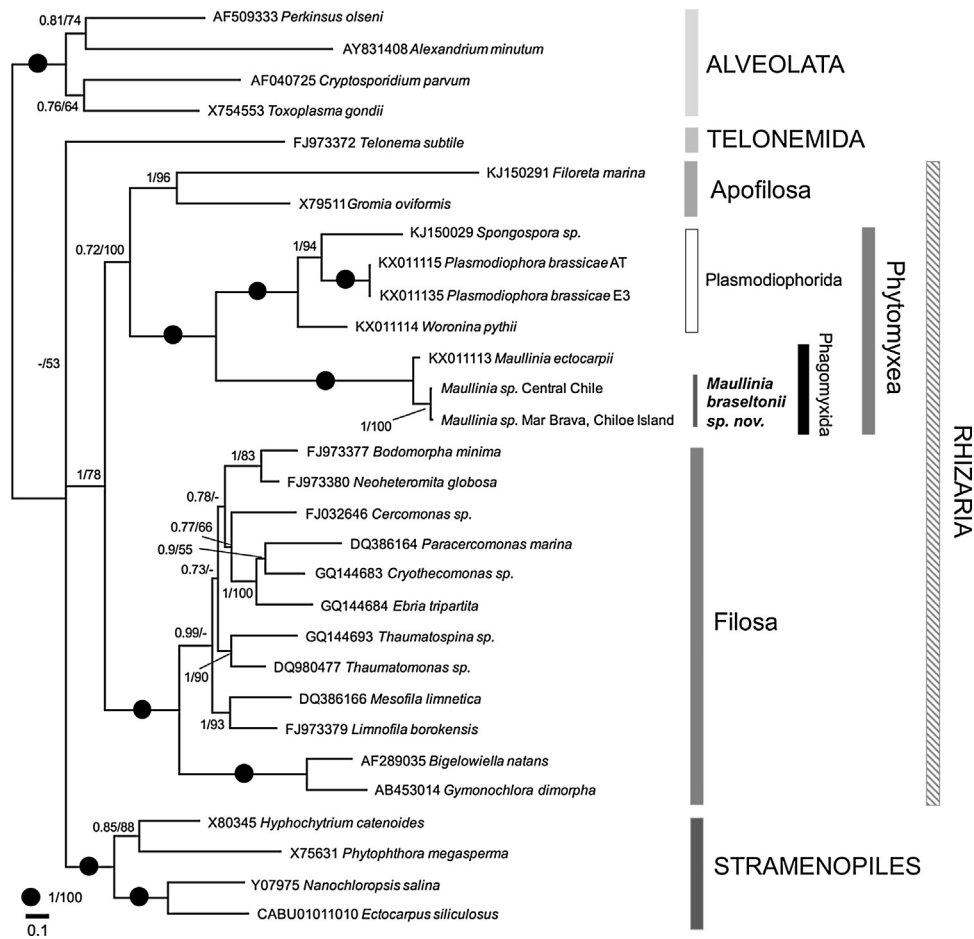 0.81/74
AF509333 Perkinsus olseni
AY831408 Alexandrium minutum
AF040725 Cryptosporidium parvum
0.76/64
X754553 Toxoplasma gondii
ALVEOLATA
FJ973372 Telonema subtile
TELONEMIDA
1/96
KJ150291 Filoreta marina
X79511 Gromia oviformis
Apofilosa
0.72/100
KJ150029 Spongospora sp.
1/94
KX011115 Plasmodiophora brassicae AT
KX011135 Plasmodiophora brassicae E3
KX011114 Woronina pythii
Plasmodiophorida
Phytomyxea
-/53
KX011113 Maullinia ectocarpii
Maullinia sp. Central Chile
Maullinia sp. Mar Brava, Chiloe Island
1/100
Maullinia
braseltonii
sp. nov.
Phagomyxida
RHIZARIA
1/78
1/83
FJ973377 Bodomorpha minima
FJ973380 Neoheteromita globosa
0.78/-
FJ032646 Cercomonas sp.
0.77/66
0.9/55
DQ386164 Paracercomonas marina
0.73/-
GQ144683 Cryothecomonas sp.
1/100
GQ144684 Ebria tripartita
Filosa
0.99/-
GQ144693 Thaumatospina sp.
DQ980477 Thaumatomonas sp.
1/90
DQ386166 Mesofila limnetica
1/93
FJ973379 Limnofila borokensis
AF289035 Bigelowiella natans
AB453014 Gymonochlora dimorpha
0.85/88
X80345 Hyphochytrium catenoides
X75631 Phytophthora megasperma
STRAMENOPILES
Y07975 Nanochloropsis salina
1/100
CABU01011010 Ectocarpus siliculosus
0.1